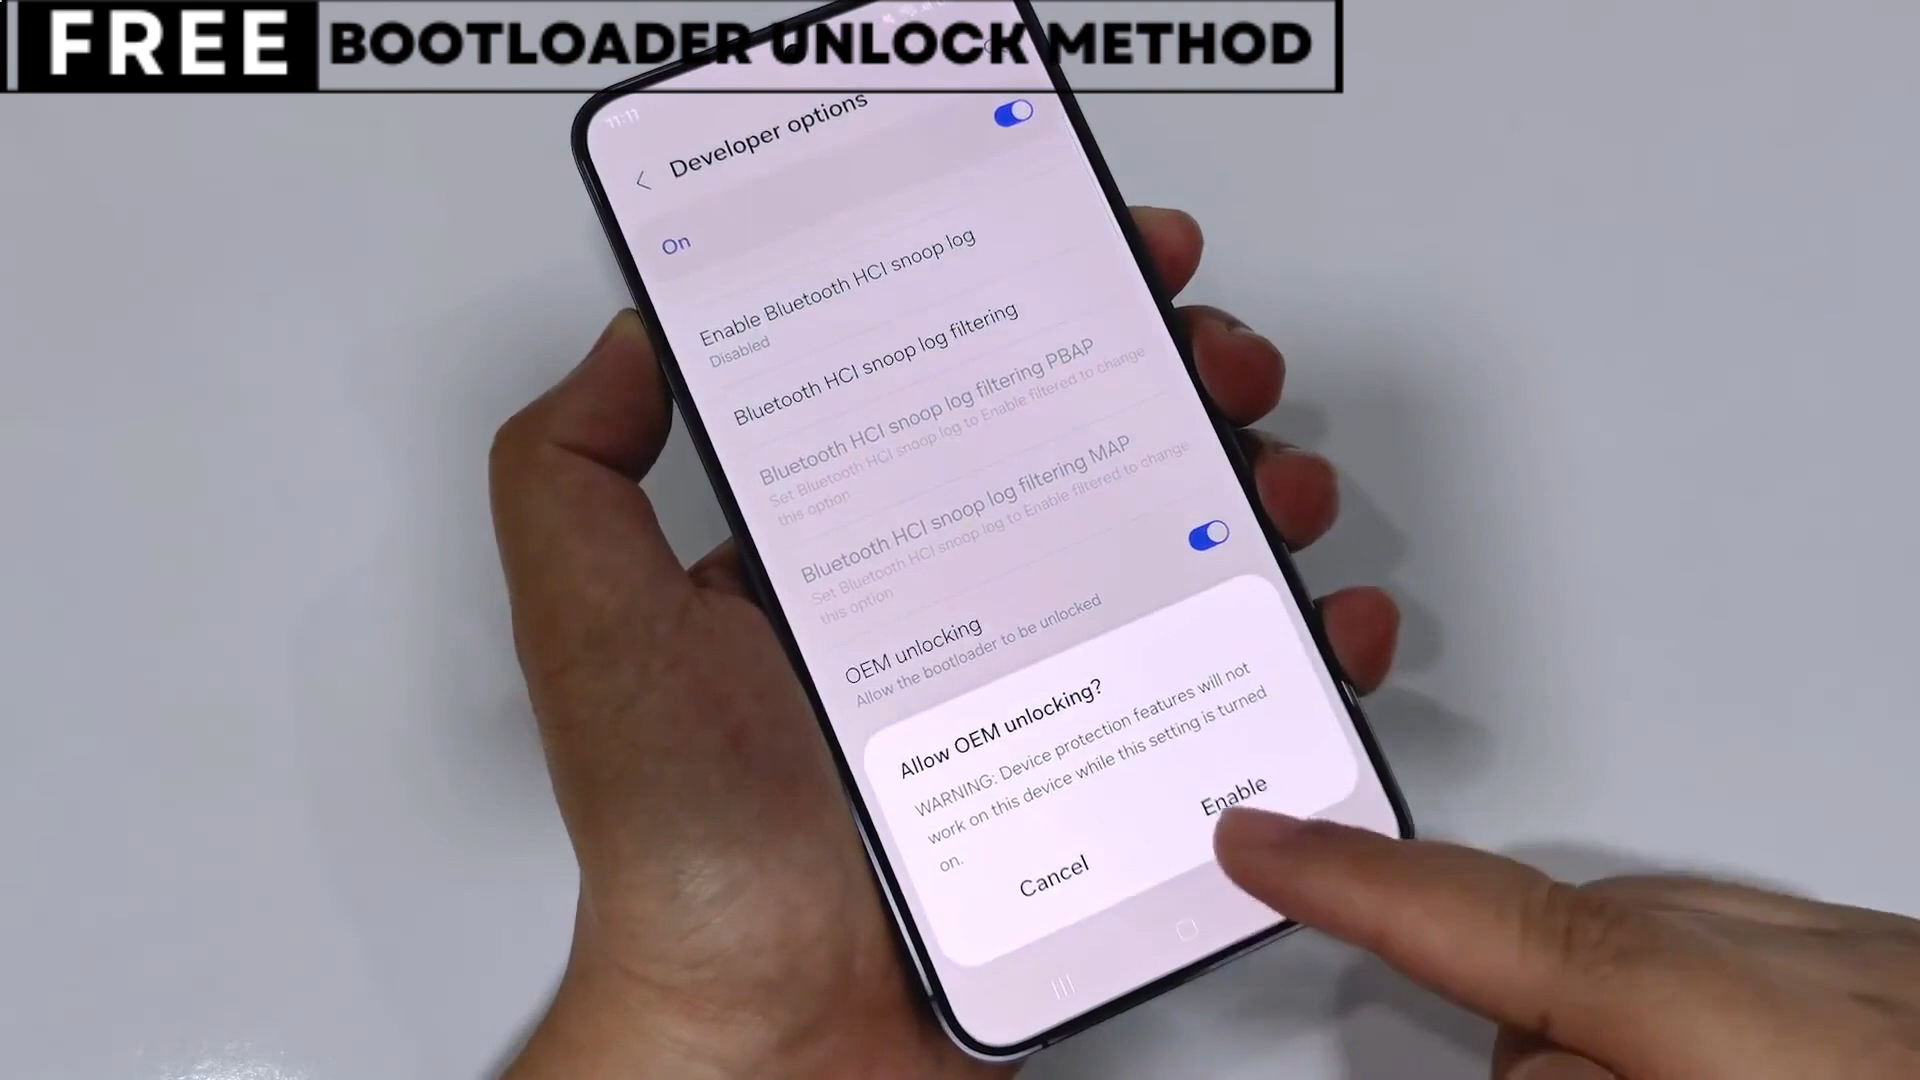 FREE BOOTLOADER UNLOCK METHOD
11:11
Developer options
On
Enable Bluetooth HCI snoop log
Disabled
Bluetooth HCI snoop log filtering
Bluetooth HCI snoop log filtering PBAP
Set Bluetooth HCI snoop log to Enable filtered to change
this option
Bluetooth HCI snoop log filtering MAP
Set Bluetooth HCI snoop log to Enable filtered to change
this option
OEM unlocking
Allow the bootloader to be unlocked
Allow OEM unlocking?
WARNING: Device protection features will not
work on this device while this setting is turned
on.
Cancel
Enable